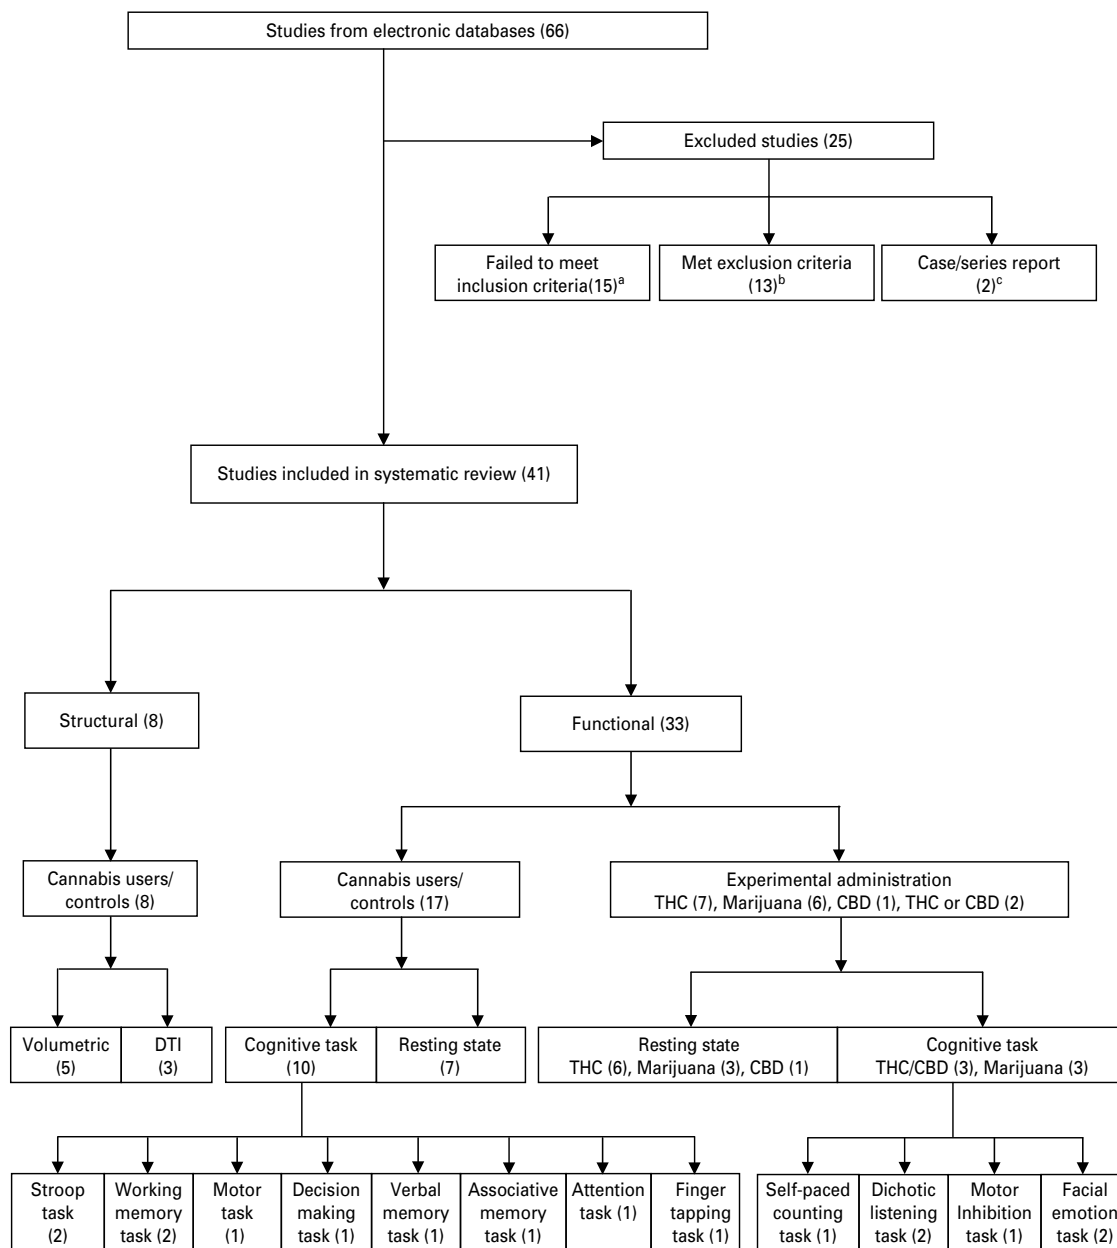 Studies from electronic databases (66)
Excluded studies (25)
Failed to meet
inclusion criteria(15)a
Met exclusion criteria
(13)b
Case/series report
(2)c
Studies included in systematic review (41)
Structural (8)
Functional (33)
Cannabis users/
controls (8)
Cannabis users/
controls (17)
Experimental administration
THC (7), Marijuana (6), CBD (1), THC or CBD (2)
Volumetric
(5)
DTI
(3)
Cognitive task
(10)
Resting state
(7)
Resting state
THC (6), Marijuana (3), CBD (1)
Cognitive task
THC/CBD (3), Marijuana (3)
Stroop
task
(2)
Working
memory
task (2)
Motor
task
(1)
Decision
making
task (1)
Verbal
memory
task (1)
Associative
memory
task (1)
Attention
task (1)
Finger
tapping
task (1)
Self-paced
counting
task (1)
Dichotic
listening
task (2)
Motor
Inhibition
task (1)
Facial
emotion
task (2)